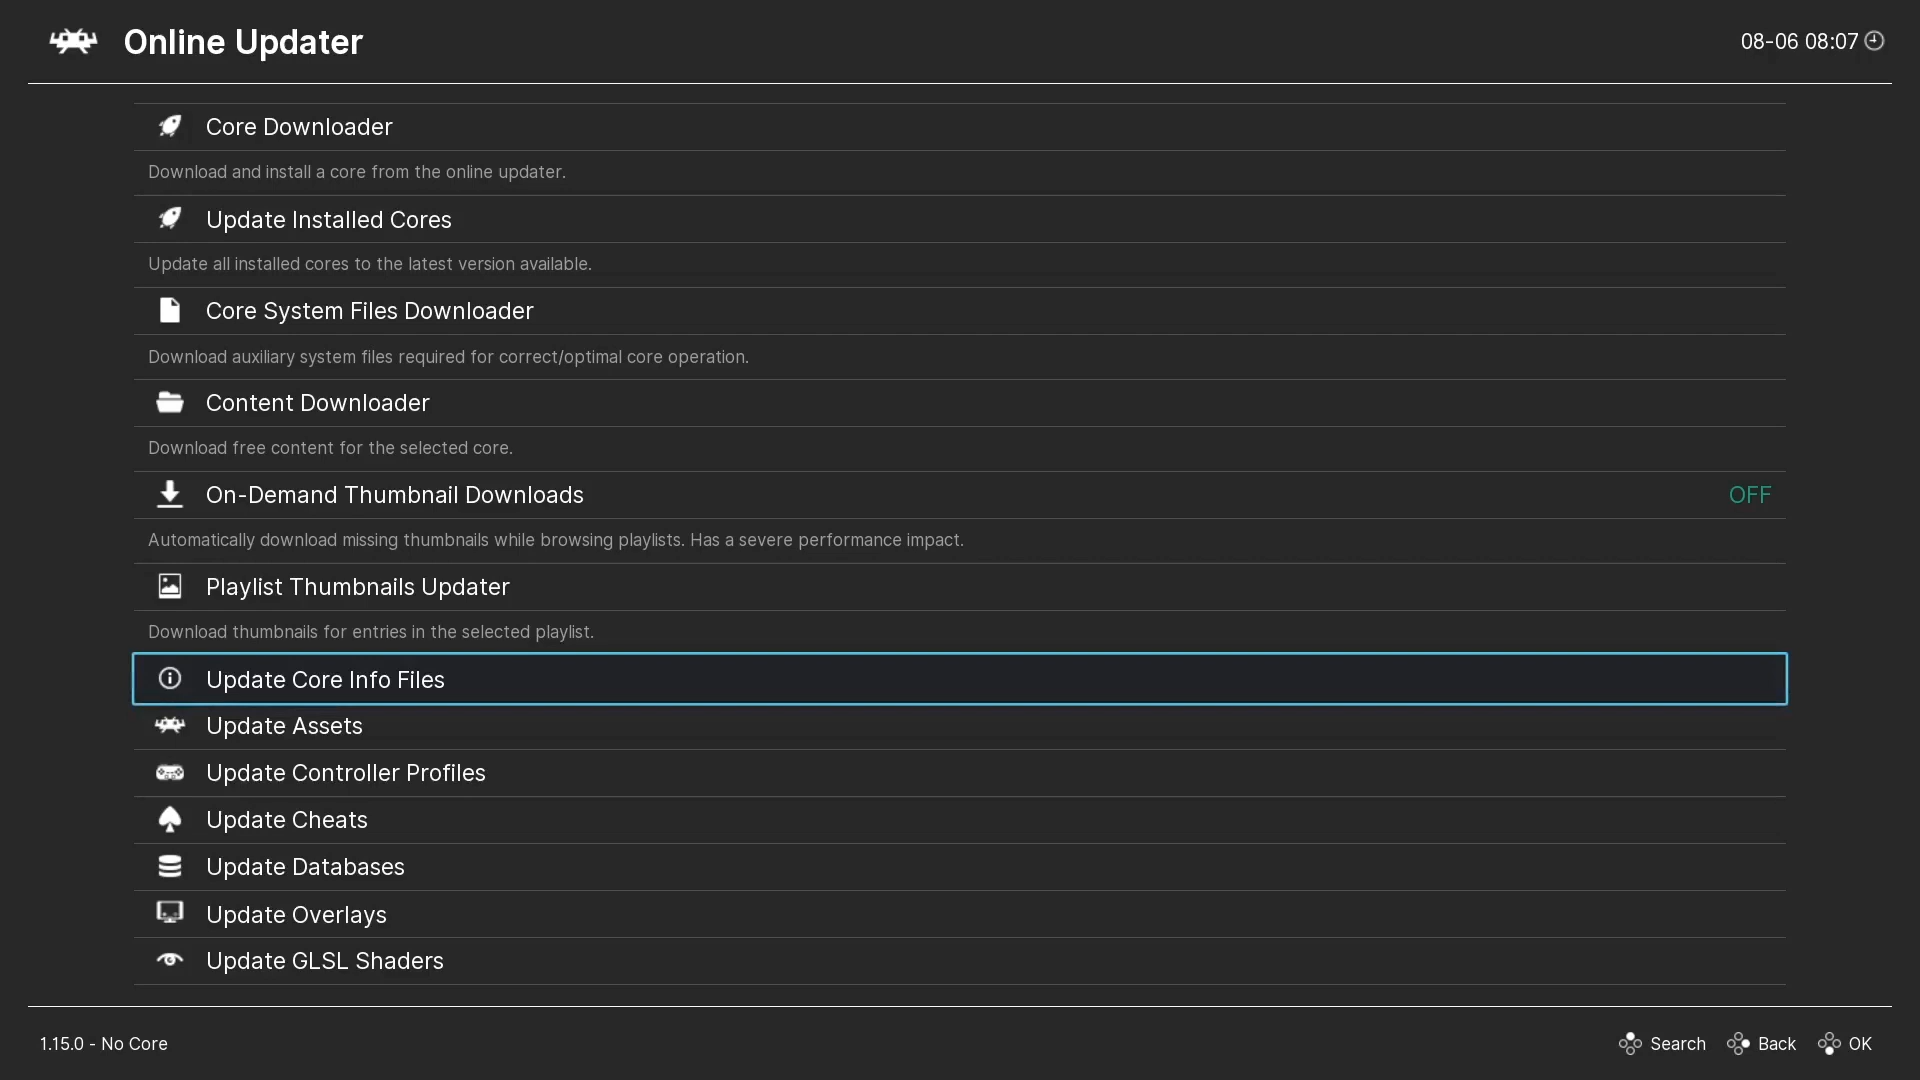 Online Updater
08-06 08:07
Core Downloader
Download and install a core from the online updater.
Update Installed Cores
Update all installed cores to the latest version available.
Core System Files Downloader
Download auxiliary system files required for correct/optimal core operation.
Content Downloader
Download free content for the selected core.
On-Demand Thumbnail Downloads OFF
Automatically download missing thumbnails while browsing playlists. Has a severe performance impact.
Playlist Thumbnails Updater
Download thumbnails for entries in the selected playlist.
Update Core Info Files
Update Assets
Update Controller Profiles
Update Cheats
Update Databases
Update Overlays
Update GLSL Shaders
1.15.0 - No Core
Search Back OK